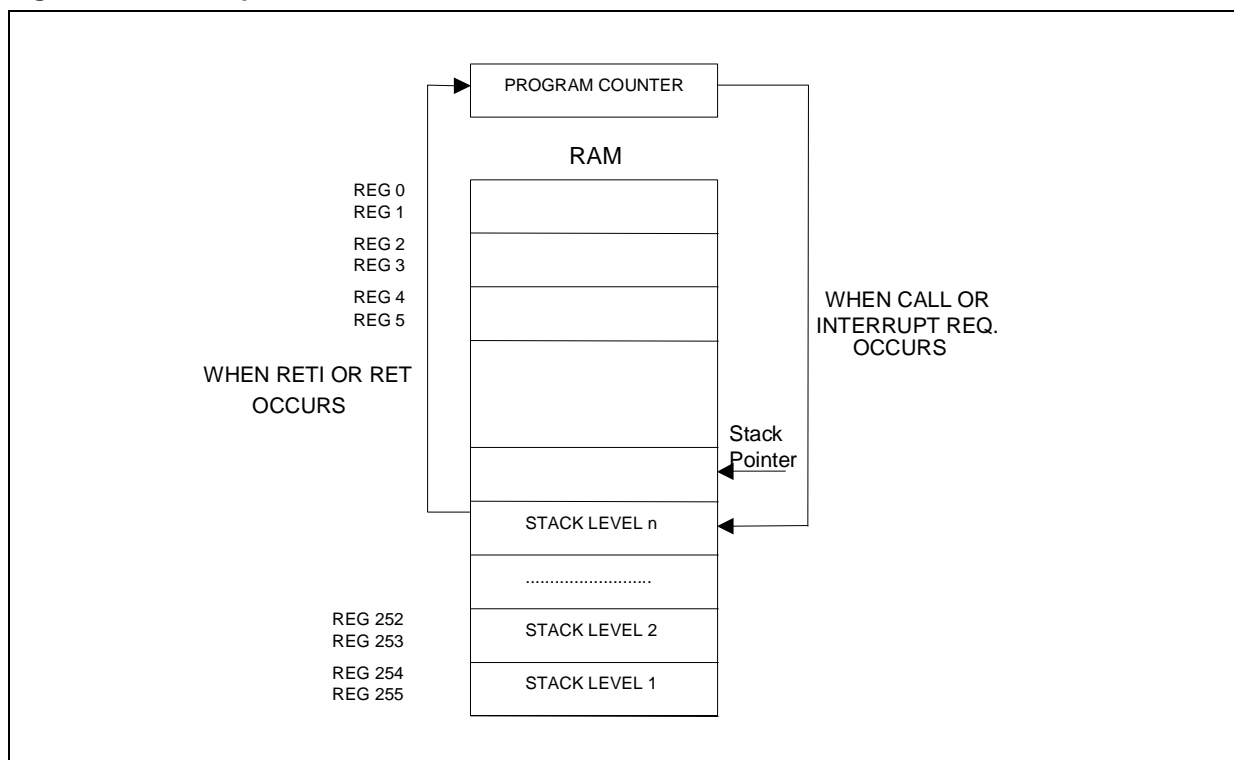 PROGRAM COUNTER
RAM
REG 0
REG 1
REG 2
REG 3
REG 4
REG 5
WHEN CALL OR
INTERRUPT REQ.
OCCURS
WHEN RETI OR RET
OCCURS
Stack
Pointer
STACK LEVEL n
..........................
REG 252
REG 253
STACK LEVEL 2
REG 254
REG 255
STACK LEVEL 1